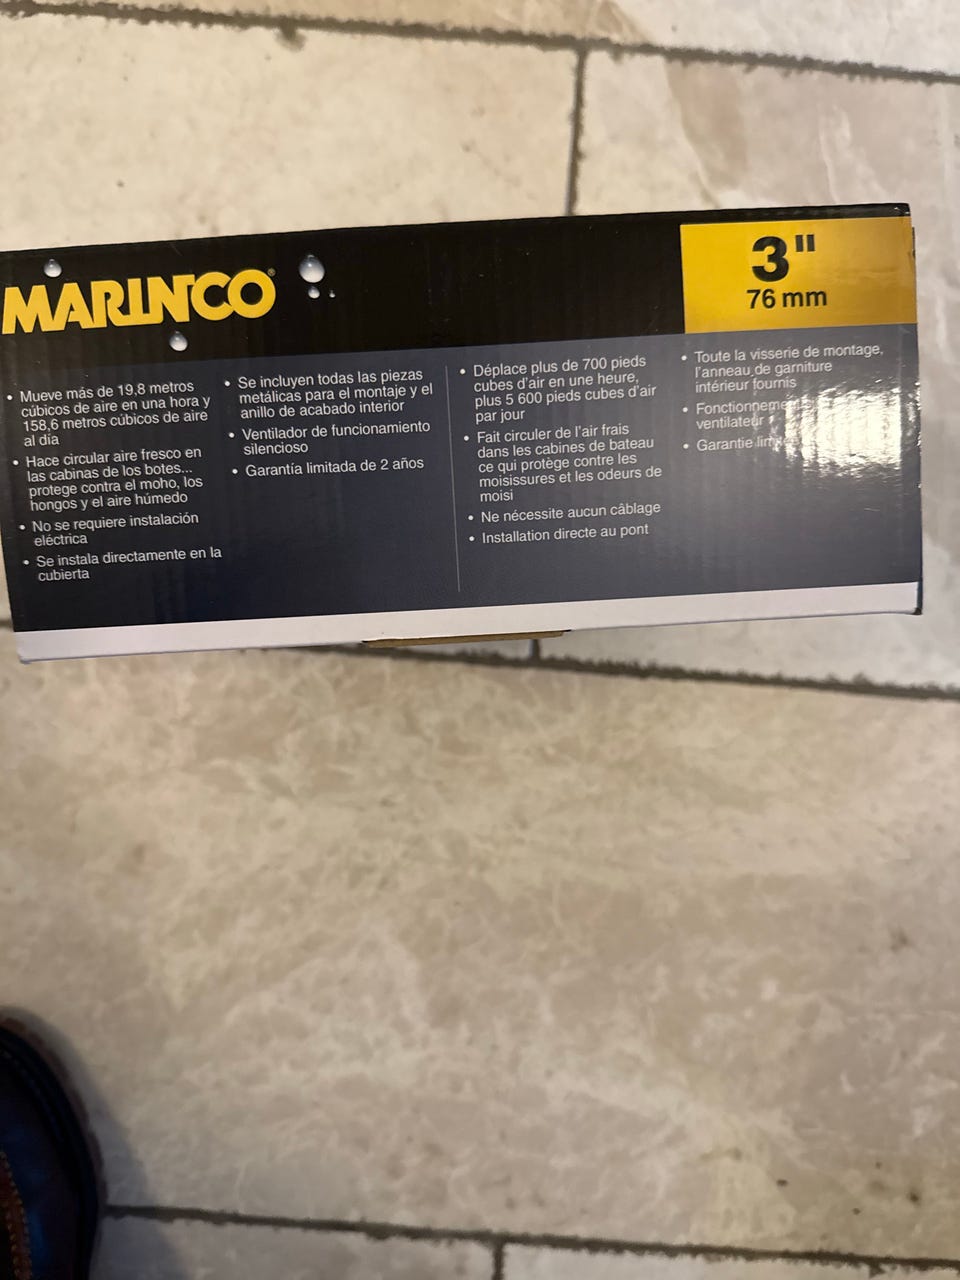 MARINCO®
3"
76 mm
• Mueve más de 19,8 metros
cúbicos de aire en una hora y
158,6 metros cúbicos de aire
al día
• Hace circular aire fresco en
las cabinas de los botes...
protege contra el moho, los
hongos y el aire húmedo
• No se requiere instalación
eléctrica
• Se instala directamente en la
cubierta
• Se incluyen todas las piezas
metálicas para el montaje y el
anillo de acabado interior
• Ventilador de funcionamiento
silencioso
• Garantía limitada de 2 años
• Déplace plus de 700 pieds
cubes d'air en une heure,
plus 5 600 pieds cubes d'air
par jour
• Fait circuler de l'air frais
dans les cabines de bateau
ce qui protège contre les
moisissures et les odeurs de
moisi
• Ne nécessite aucun câblage
• Installation directe au pont
• Toute la visserie de montage,
l'anneau de garniture
intérieur fournis
•
ventilateur
• Garantie